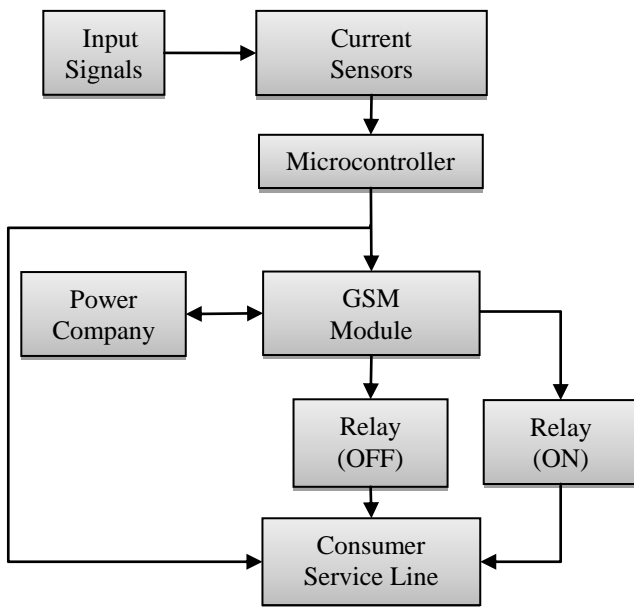 Input
Signals
Current
Sensors
Microcontroller
Power
Company
GSM
Module
Relay
(OFF)
Relay
(ON)
Consumer
Service Line